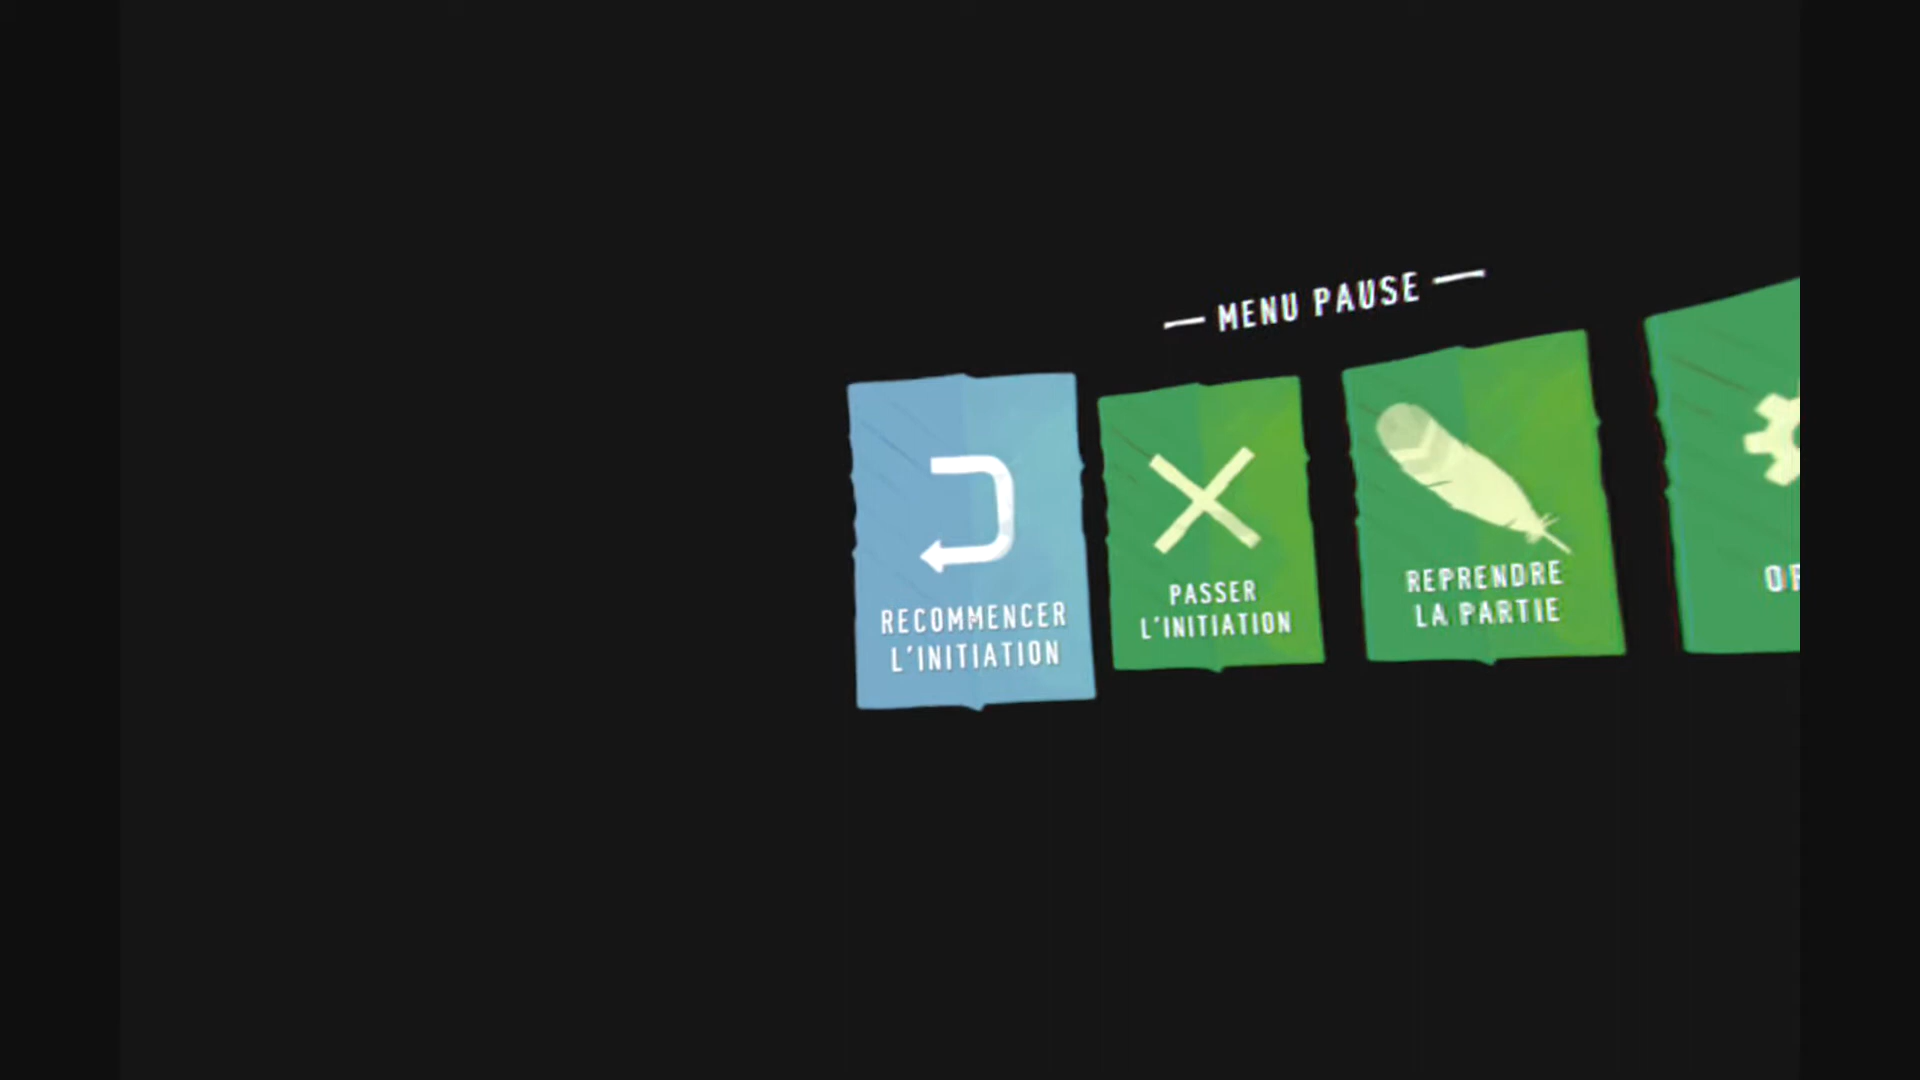 MENU PAUSE
RECOMMENCER
L'INITIATION
PASSER
L'INITIATION
REPRENDRE
LA PARTIE